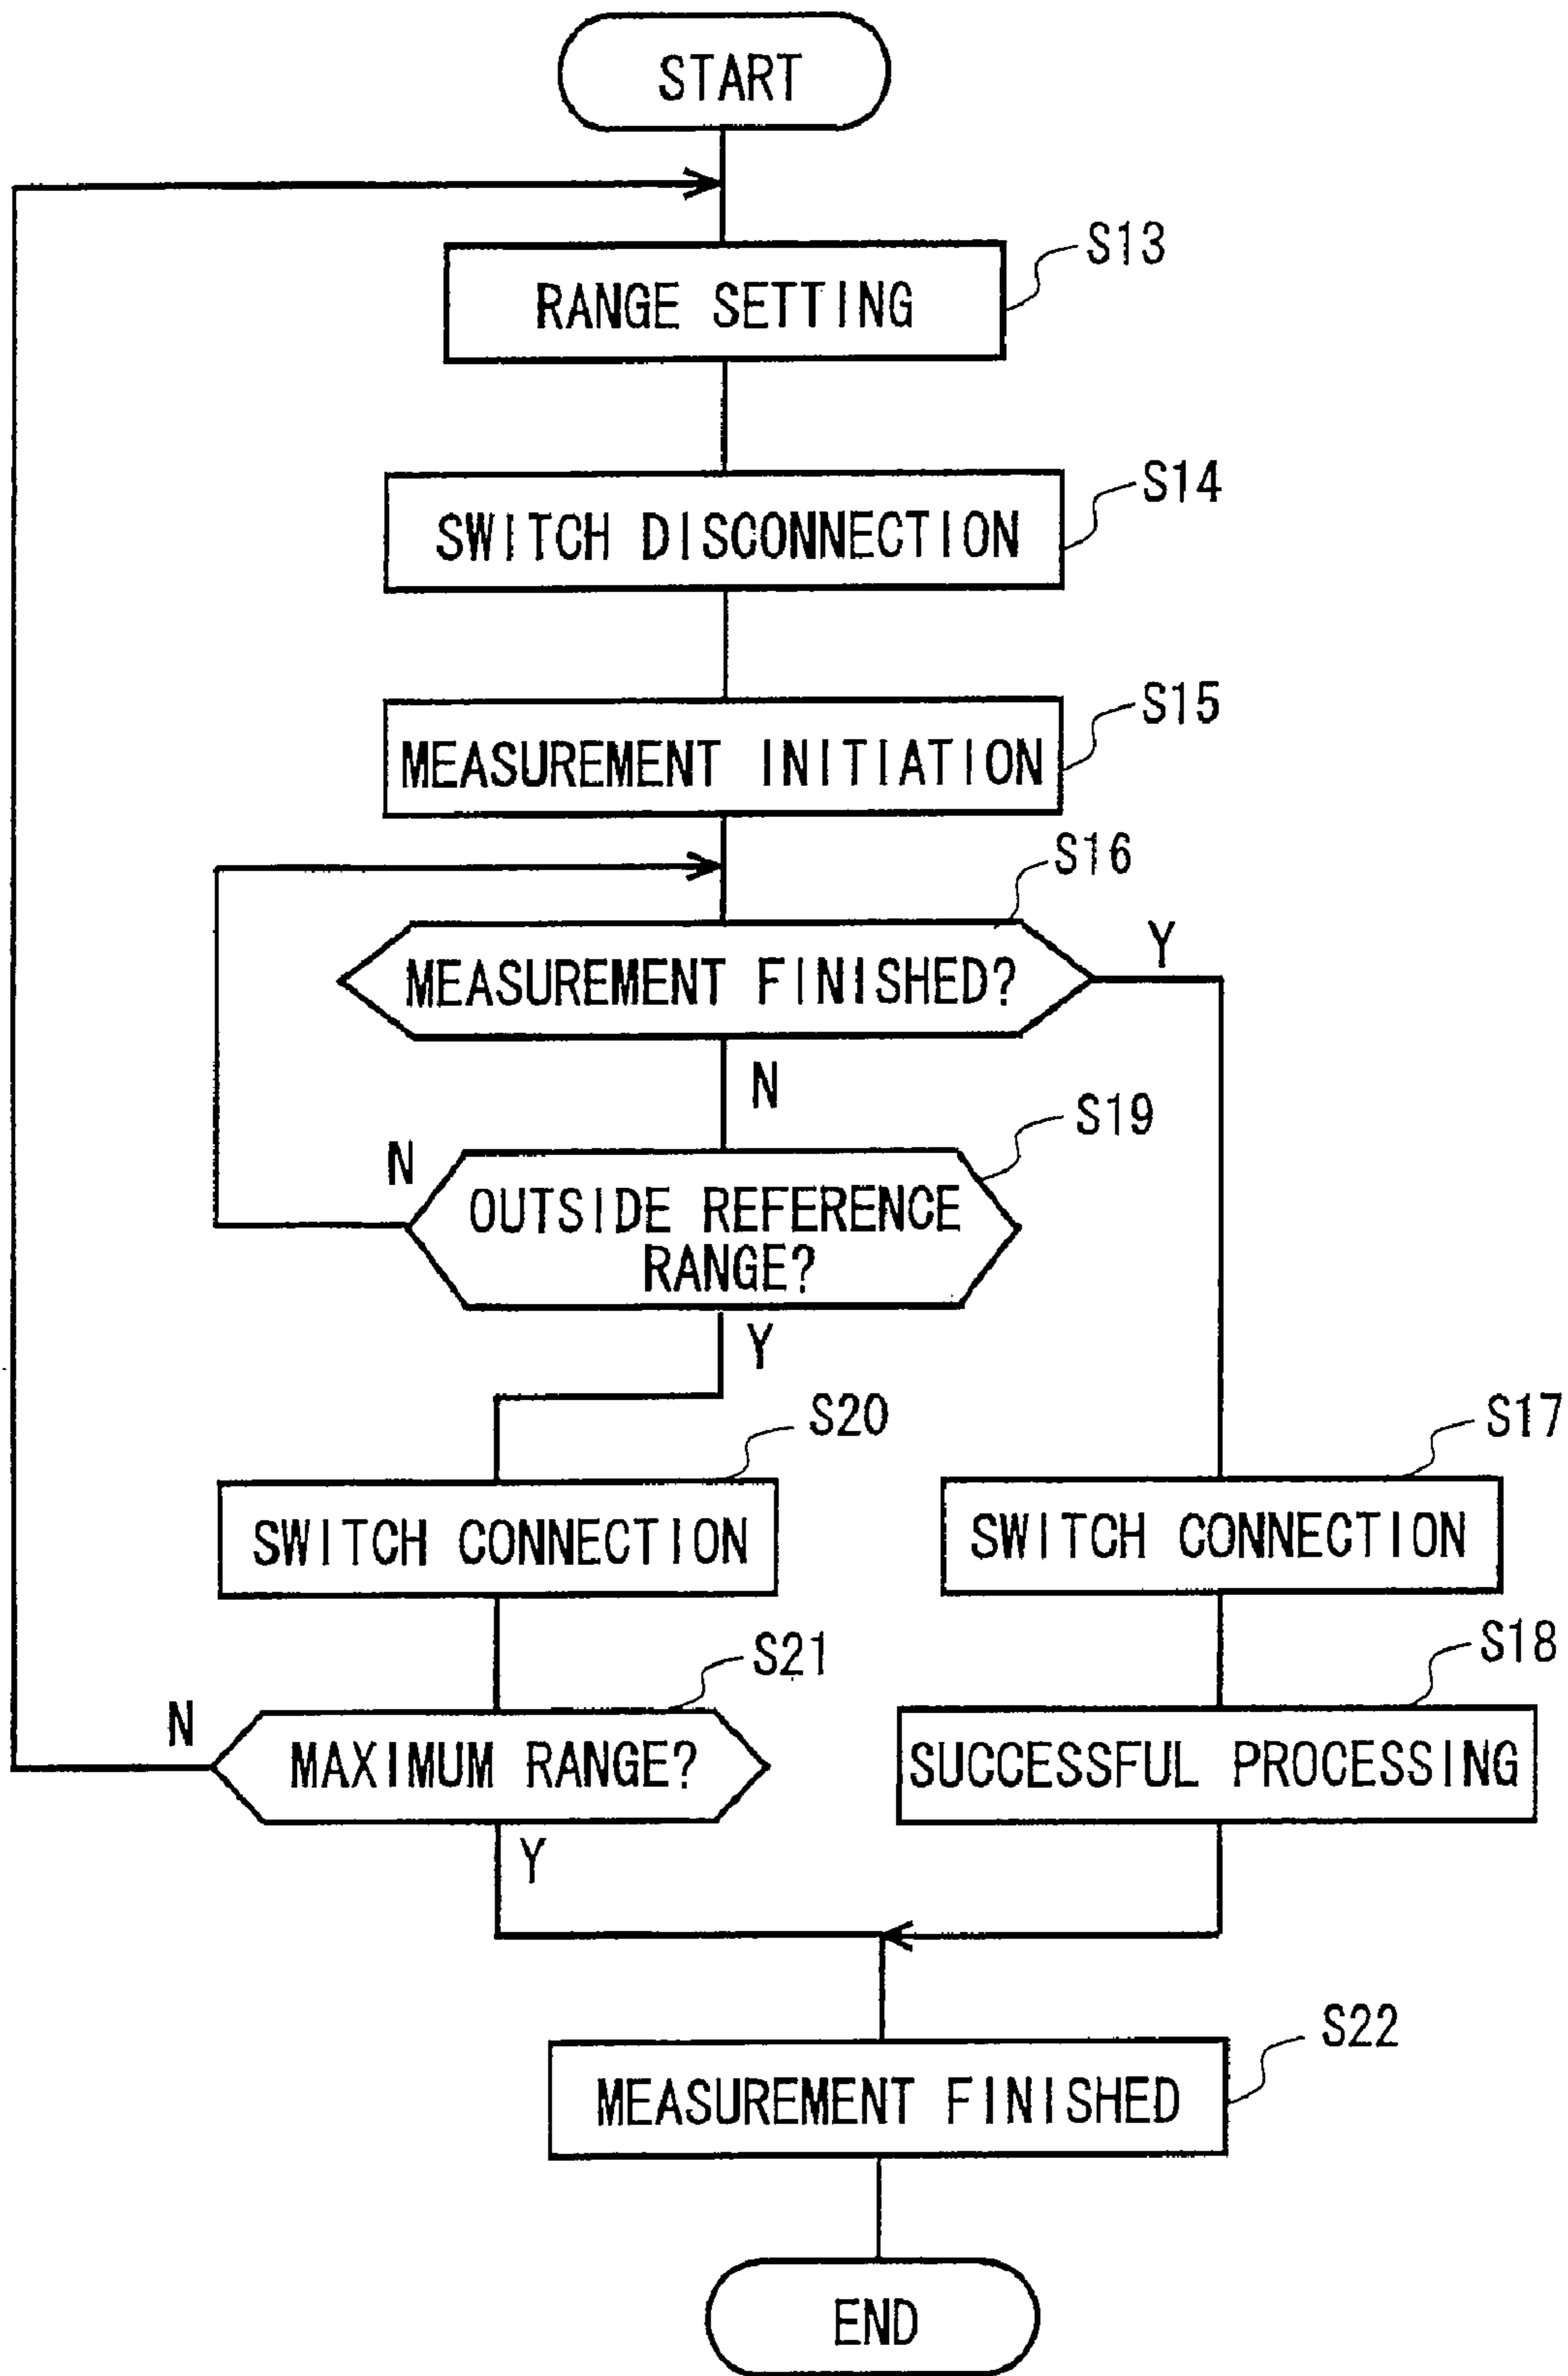 START
S13
RANGE SETTING
S14
SWITCH DISCONNECTION
S15
MEASUREMENT INITIATION
S16
MEASUREMENT FINISHED?
Y
N
S19
N
OUTSIDE REFERENCE
RANGE?
Y
S20
S17
SWITCH CONNECTION
SWITCH CONNECTION
S21
S18
N
MAXIMUM RANGE?
SUCCESSFUL PROCESSING
Y
S22
MEASUREMENT FINISHED
END